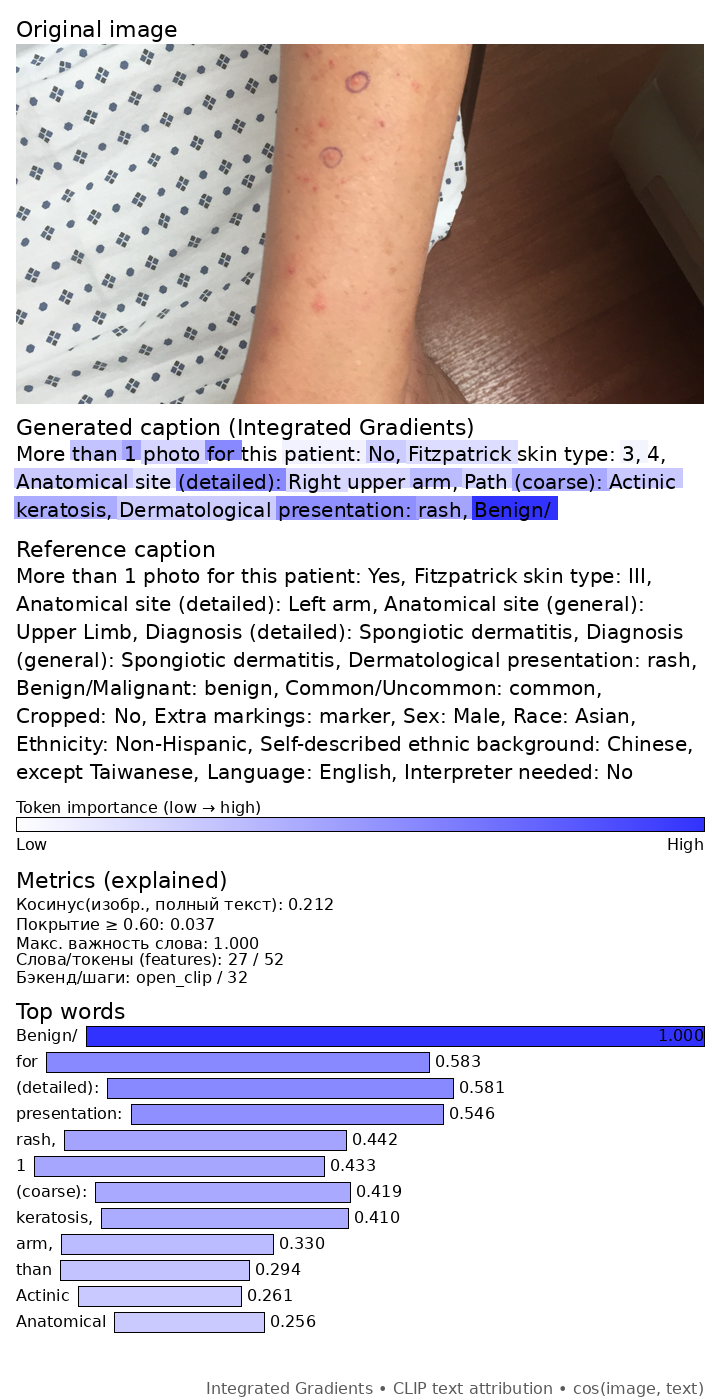 Original image
Generated caption (Integrated Gradients)
More than 1 photo for this patient: No, Fitzpatrick skin type: 3, 4,
Anatomical site (detailed): Right upper arm, Path (coarse): Actinic
keratosis, Dermatological presentation: rash, Benign/
Reference caption
More than 1 photo for this patient: Yes, Fitzpatrick skin type: III,
Anatomical site (detailed): Left arm, Anatomical site (general):
Upper Limb, Diagnosis (detailed): Spongiotic dermatitis, Diagnosis
(general): Spongiotic dermatitis, Dermatological presentation: rash,
Benign/Malignant: benign, Common/Uncommon: common,
Cropped: No, Extra markings: marker, Sex: Male, Race: Asian,
Ethnicity: Non-Hispanic, Self-described ethnic background: Chinese,
except Taiwanese, Language: English, Interpreter needed: No
Token importance (low → high)
Low High
Metrics (explained)
Косинус(изобр., полный текст): 0.212
Покрытие ≥ 0.60: 0.037
Макс. важность слова: 1.000
Слова/токены (features): 27 / 52
Бэкенд/шаги: open_clip / 32
Top words
Benign/ 1.000
for 0.583
(detailed): 0.581
presentation: 0.546
rash, 0.442
1 0.433
(coarse): 0.419
keratosis, 0.410
arm, 0.330
than 0.294
Actinic 0.261
Anatomical 0.256
Integrated Gradients • CLIP text attribution • cos(image, text)